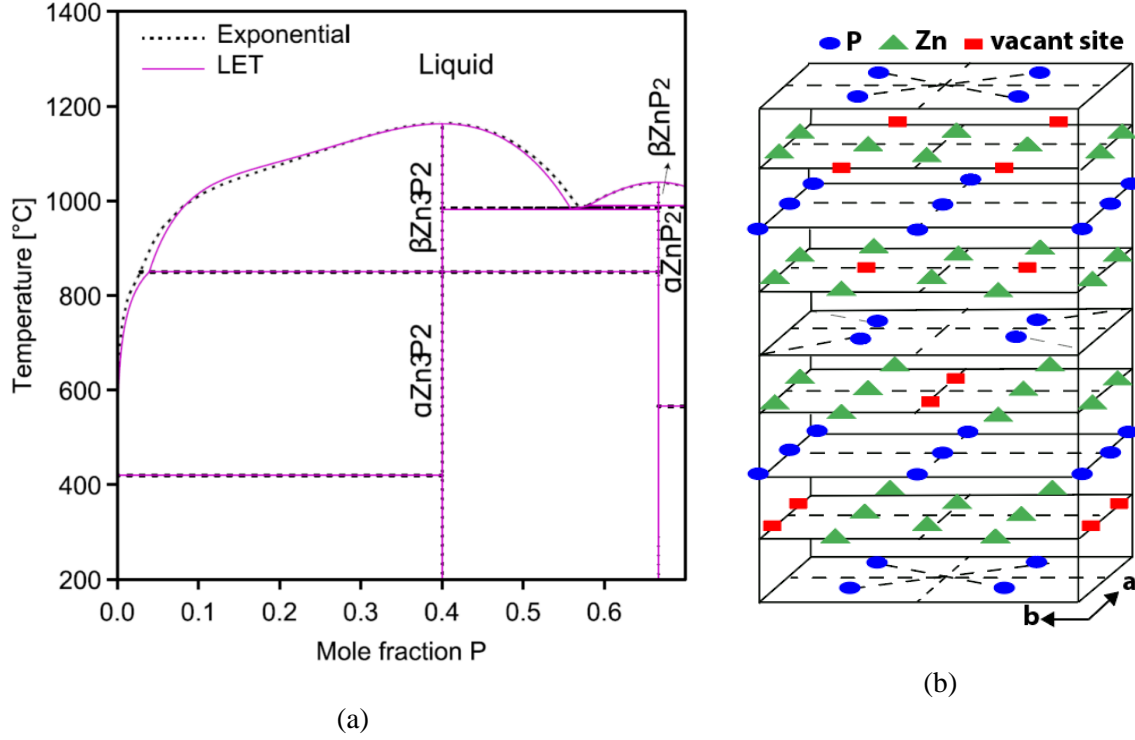 1400
1200
1000
800
600
400
200
Temperature [°C]
Exponential
LET
Liquid
βZn3P2
αZn3P2
βZnP2
αZnP2
0.0 0.1 0.2 0.3 0.4 0.5 0.6
Mole fraction P
(a)
P Zn vacant site
a
b
(b)